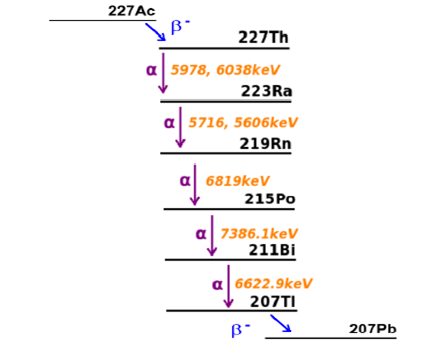 227Ac
β-
227Th
α 5978, 6038keV
223Ra
α 5716, 5606keV
219Rn
α 6819keV
215Po
α 7386.1keV
211Bi
α 6622.9keV
207Tl
β- 207Pb